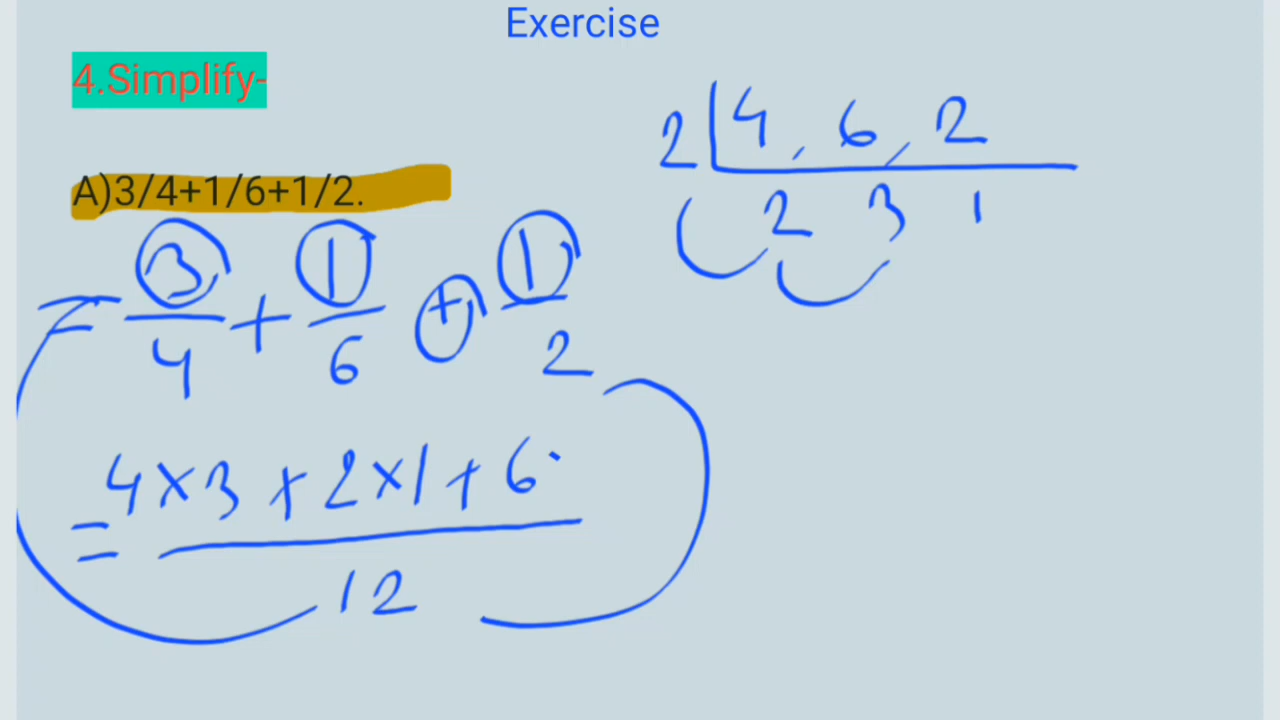 Exercise
4.Simplify-
2 | 4, 6, 2
2 3 1
A)3/4+1/6+1/2.
= 3/4 + 1/6 + 1/2
= 4×3 + 2×1 + 6·
12